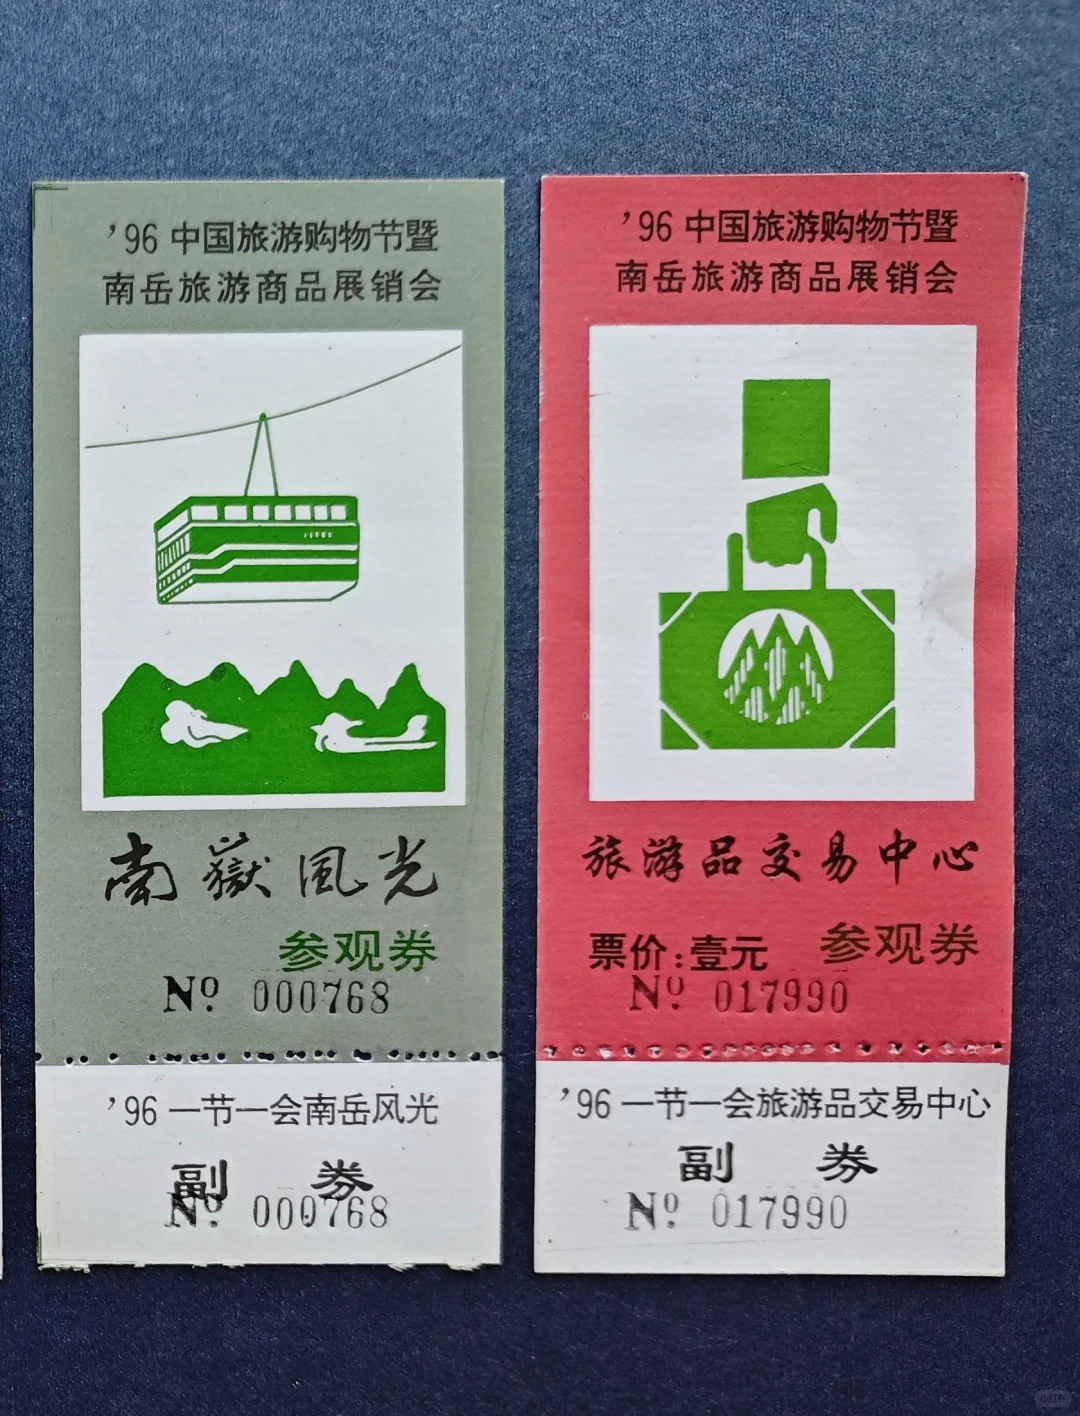 '96 中国旅游购物节暨
南岳旅游商品展销会
南嶽風光
参观券
Nº 000768
'96 一节一会南岳风光
副 券
Nº 000768
'96 中国旅游购物节暨
南岳旅游商品展销会
旅游品交易中心
票价:壹元 参观券
Nº 017990
'96 一节一会旅游品交易中心
副 券
Nº 017990